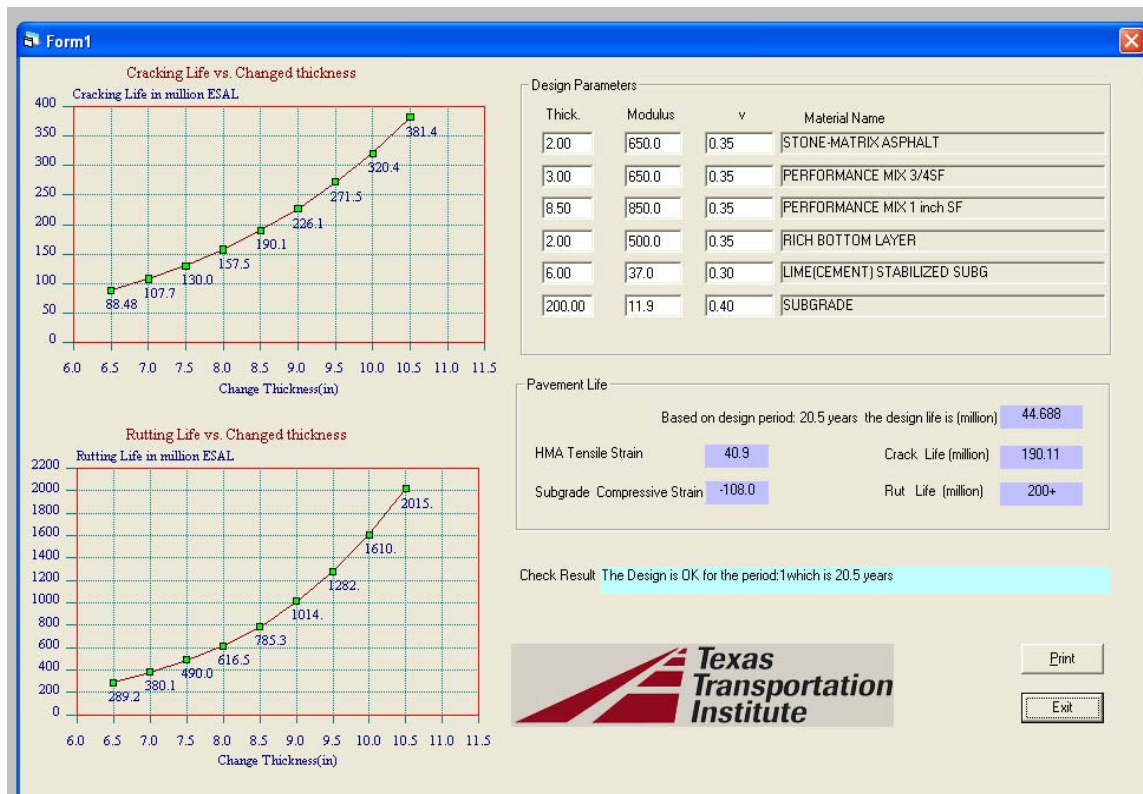 Form1
Cracking Life vs. Changed thickness
Cracking Life in million ESAL
400
350
300
250
200
150
100
50
0
88.48
107.7
130.0
157.5
190.1
226.1
271.5
320.4
381.4
6.0 6.5 7.0 7.5 8.0 8.5 9.0 9.5 10.0 10.5 11.0 11.5
Change Thickness(in)
Rutting Life vs. Changed thickness
Rutting Life in million ESAL
2200
2000
1800
1600
1400
1200
1000
800
600
400
200
0
289.2
380.1
490.0
616.5
785.3
1014.
1282.
1610.
2015.
6.0 6.5 7.0 7.5 8.0 8.5 9.0 9.5 10.0 10.5 11.0 11.5
Change Thickness(in)
Design Parameters
Thick. Modulus v Material Name
2.00 650.0 0.35 STONE-MATRIX ASPHALT
3.00 650.0 0.35 PERFORMANCE MIX 3/4SF
8.50 850.0 0.35 PERFORMANCE MIX 1 inch SF
2.00 500.0 0.35 RICH BOTTOM LAYER
6.00 37.0 0.30 LIME(CEMENT) STABILIZED SUBG
200.00 11.9 0.40 SUBGRADE
Pavement Life
Based on design period: 20.5 years the design life is (million) 44.688
HMA Tensile Strain 40.9 Crack Life (million) 190.11
Subgrade Compressive Strain -108.0 Rut Life (million) 200+
Check Result The Design is OK for the period:1which is 20.5 years
Texas
Transportation
Institute
Print
Exit